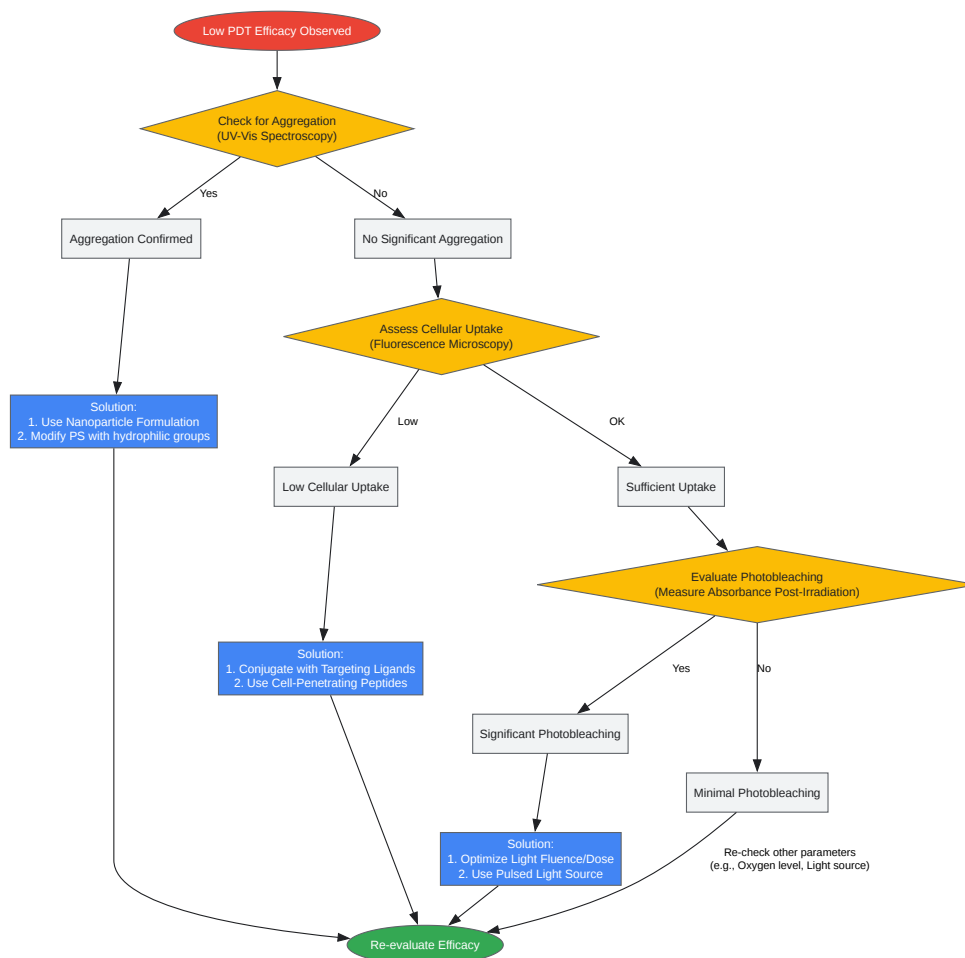 Low PDT Efficacy Observed
Check for Aggregation
(UV-Vis Spectroscopy)
Yes
No
Aggregation Confirmed
No Significant Aggregation
Assess Cellular Uptake
(Fluorescence Microscopy)
Solution:
1. Use Nanoparticle Formulation
2. Modify PS with hydrophilic groups
Low
OK
Low Cellular Uptake
Sufficient Uptake
Evaluate Photobleaching
(Measure Absorbance Post-Irradiation)
Solution:
1. Conjugate with Targeting Ligands
2. Use Cell-Penetrating Peptides
Yes
No
Significant Photobleaching
Minimal Photobleaching
Solution:
1. Optimize Light Fluence/Dose
2. Use Pulsed Light Source
Re-check other parameters
(e.g., Oxygen level, Light source)
Re-evaluate Efficacy